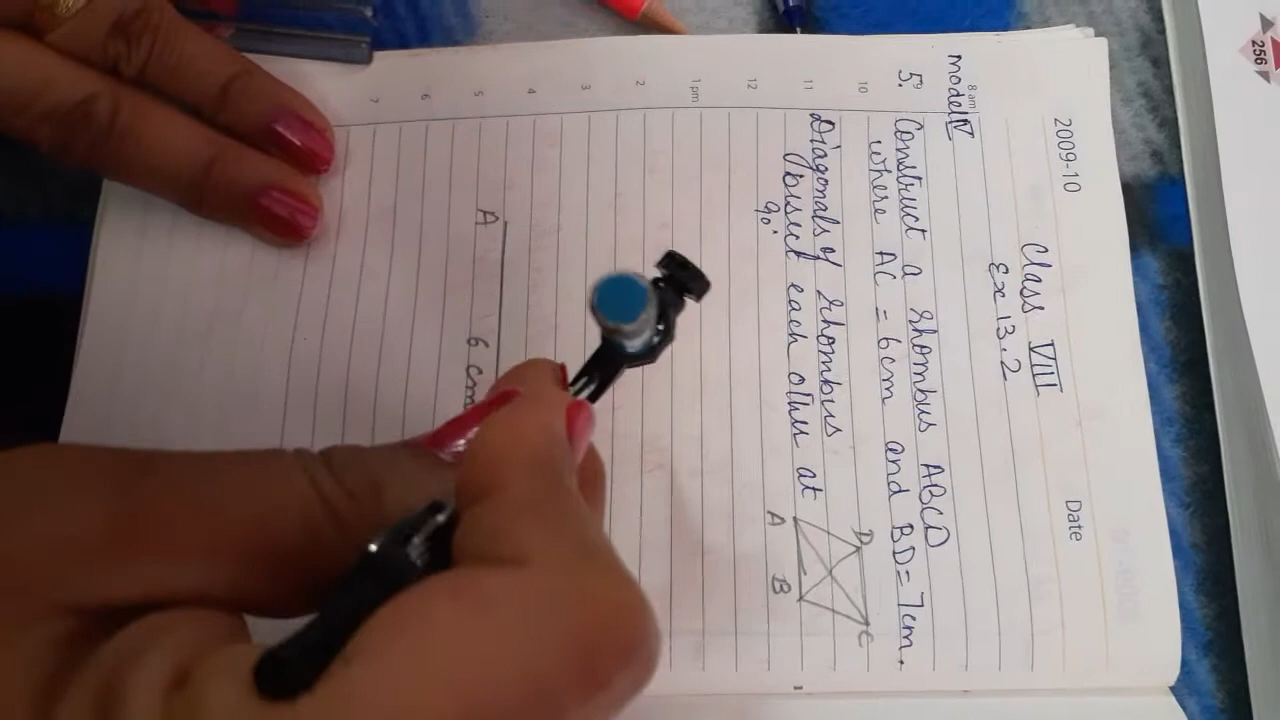 256
2009-10
Date
Class VIII
Ex 13.2
8 am
model IV
9
5. Construct a rhombus ABCD
where AC = 6cm and BD = 7cm.
10
Diagonals of rhombus
11
bisect each other at
90°
12
D C
A B
1 pm
2
3
4
5
6
7
A 6 cm